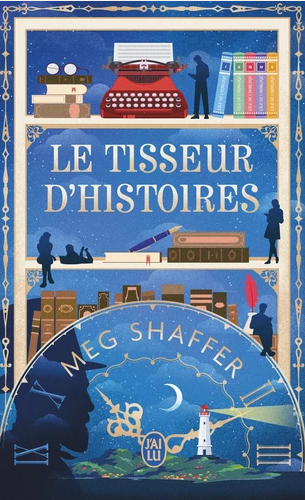 LE TISSEUR
D'HISTOIRES
MEG SHAFFER
J'AI
LU